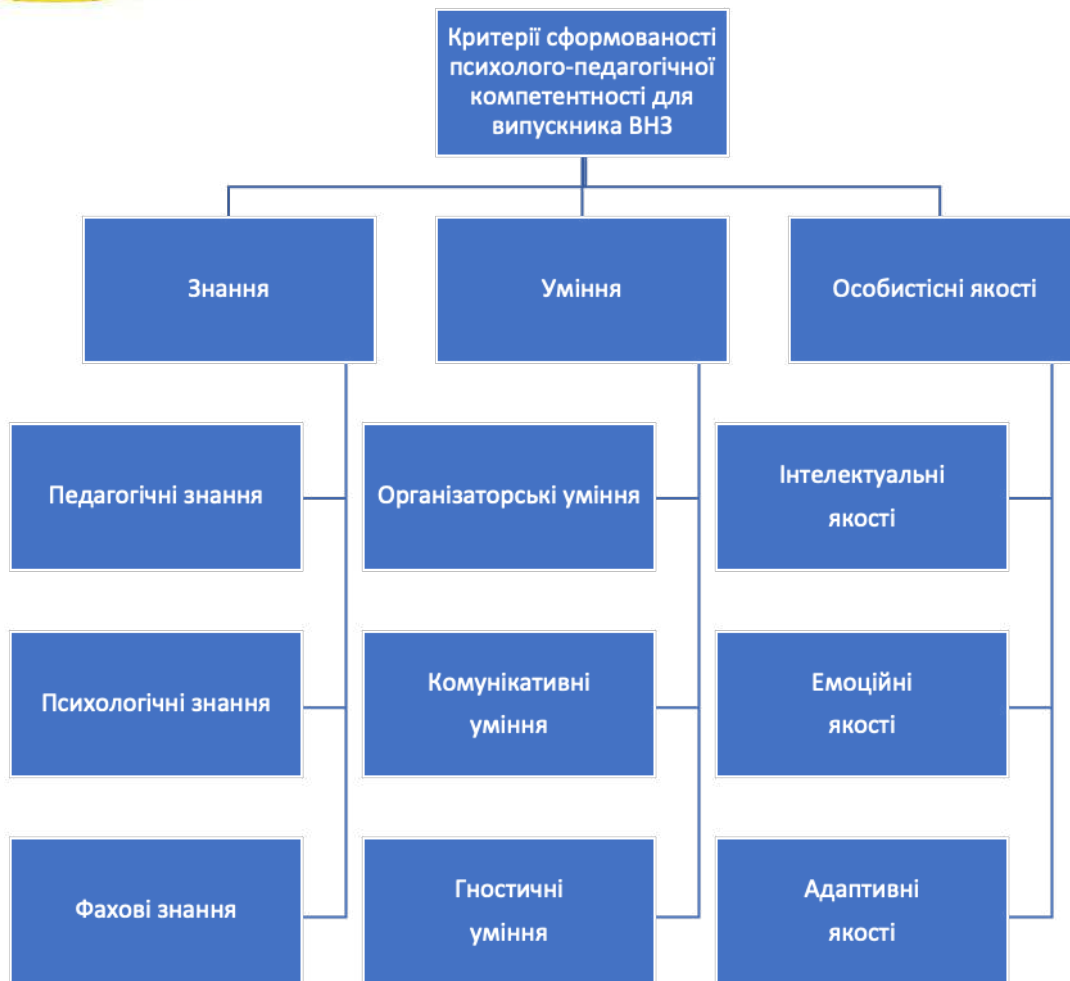 Критерії сформованості
психолого-педагогічної
компетентності для
випускника ВНЗ
Знання
Уміння
Особистісні якості
Педагогічні знання
Організаторські уміння
Інтелектуальні
якості
Психологічні знання
Комунікативні
уміння
Емоційні
якості
Фахові знання
Гностичні
уміння
Адаптивні
якості